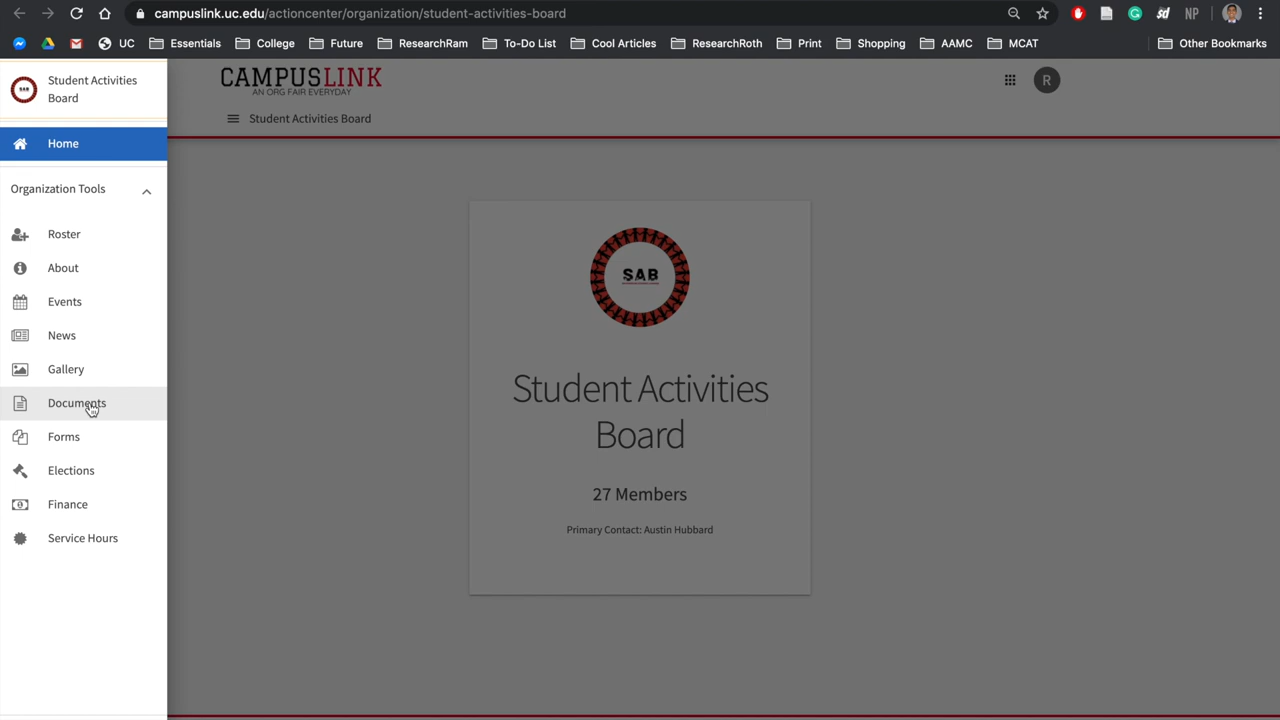 campuslink.uc.edu/actioncenter/organization/student-activities-board
sd
NP
UC
Essentials
College
Future
ResearchRam
To-Do List
Cool Articles
ResearchRoth
Print
Shopping
AAMC
MCAT
Other Bookmarks
SAB
Student Activities
Board
Home
Organization Tools
Roster
About
Events
News
Gallery
Documents
Forms
Elections
Finance
Service Hours
CAMPUSLINK
AN ORG FAIR EVERYDAY
R
Student Activities Board
SAB
Student Activities
Board
27 Members
Primary Contact: Austin Hubbard